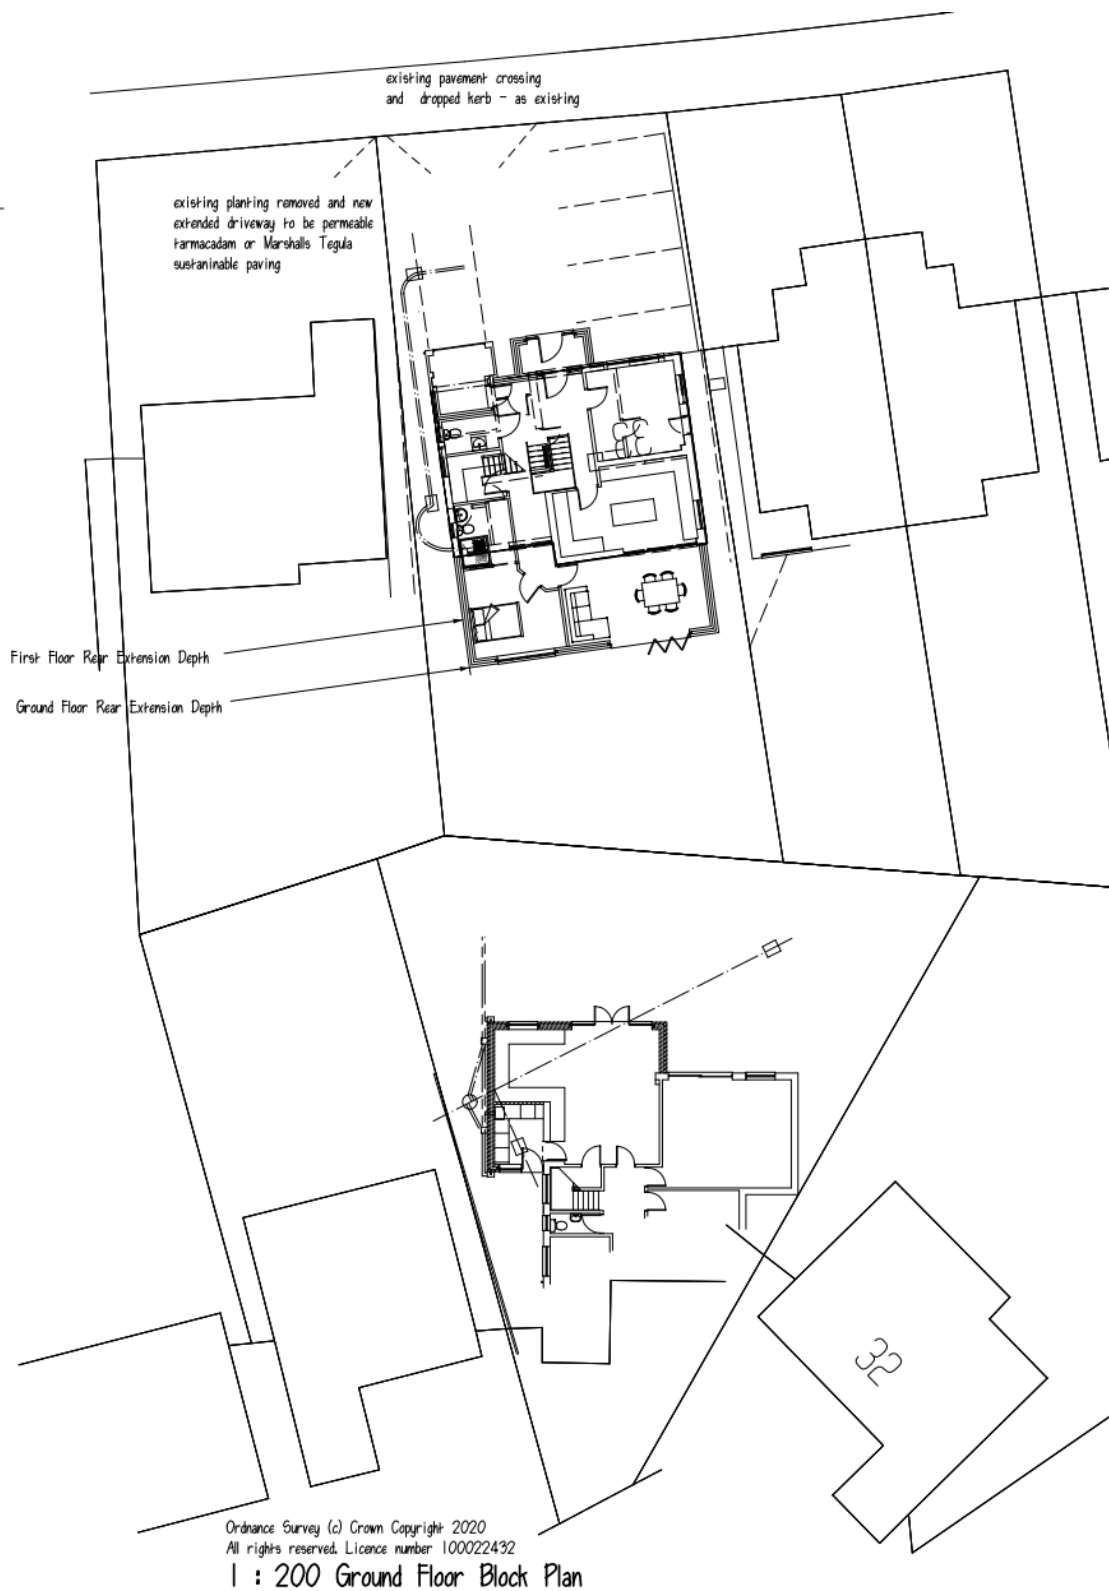 existing pavement crossing
and dropped kerb - as existing
existing planting removed and new
extended driveway to be permeable
tarmacadam or Marshalls Tegula
sustaninable paving
First Floor Rear Extension Depth
Ground Floor Rear Extension Depth
32
Ordnance Survey (c) Crown Copyright 2020
All rights reserved. Licence number 100022432
1 : 200 Ground Floor Block Plan